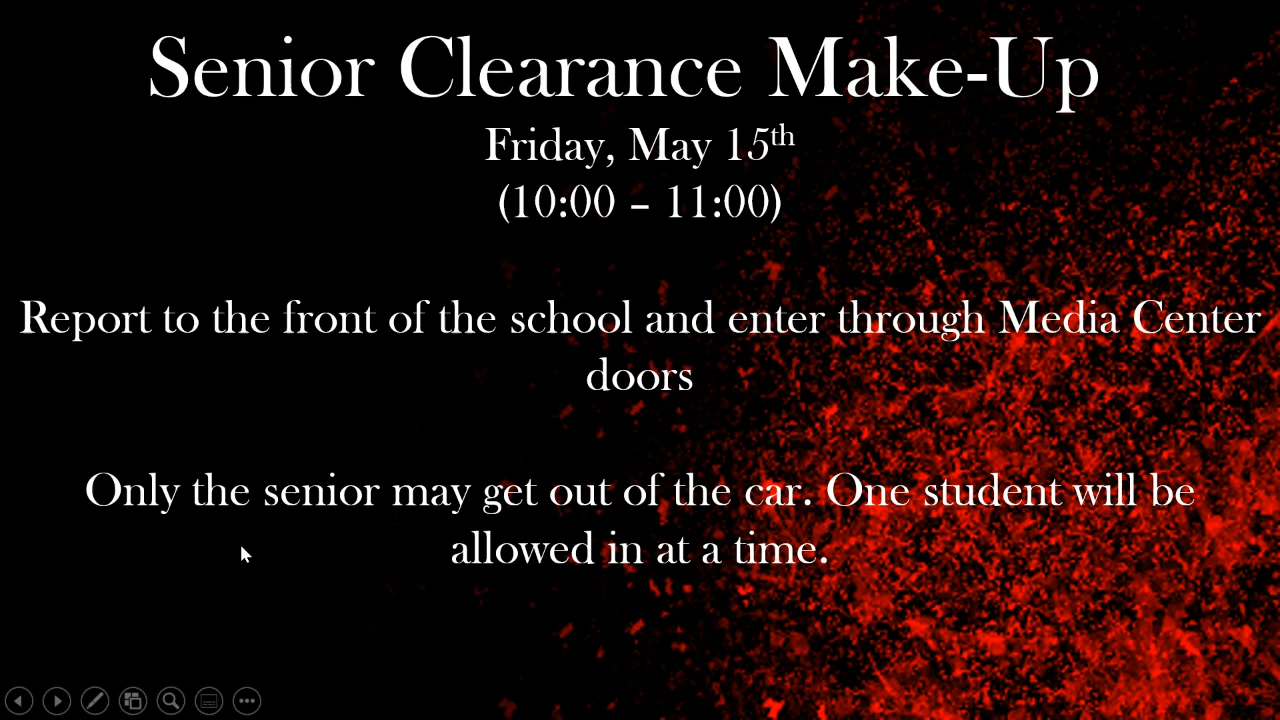 Senior Clearance Make-Up
Friday, May 15th
(10:00 – 11:00)
Report to the front of the school and enter through Media Center
doors
Only the senior may get out of the car. One student will be
allowed in at a time.